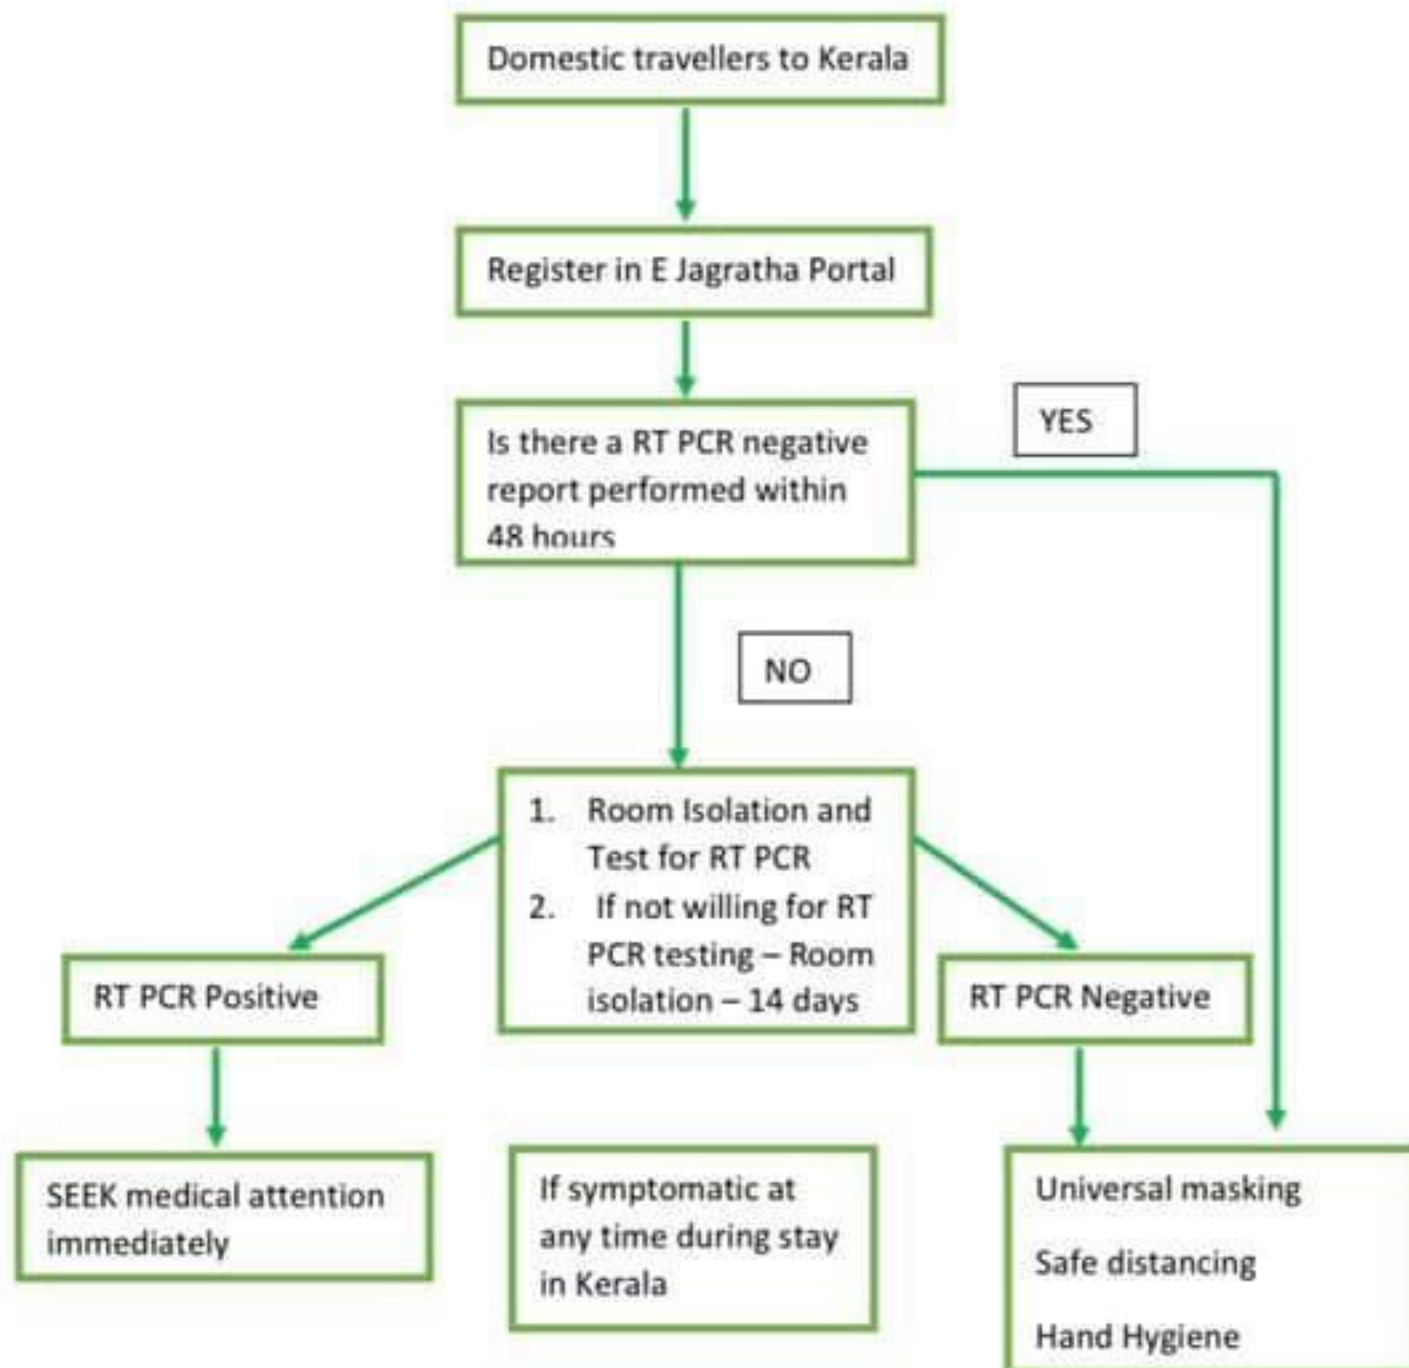 Domestic travellers to Kerala
Register in E Jagratha Portal
Is there a RT PCR negative
report performed within
48 hours
YES
NO
1. Room Isolation and
Test for RT PCR
2. If not willing for RT
PCR testing – Room
isolation – 14 days
RT PCR Positive
RT PCR Negative
SEEK medical attention
immediately
If symptomatic at
any time during stay
in Kerala
Universal masking
Safe distancing
Hand Hygiene